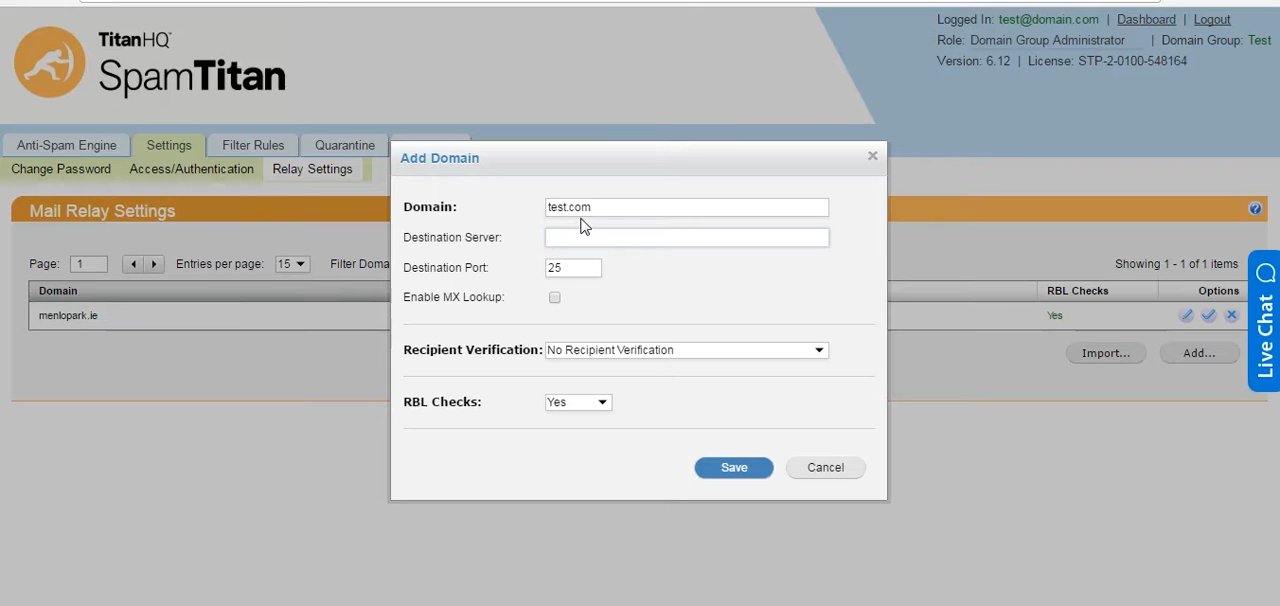 Logged In: test@domain.com | Dashboard | Logout
TitanHQ
SpamTitan
Role: Domain Group Administrator | Domain Group: Test
Version: 6.12 | License: STP-2-0100-548164
Anti-Spam Engine Settings Filter Rules Quarantine
Change Password Access/Authentication Relay Settings
Mail Relay Settings
Page: 1 Entries per page: 15 Filter Doma
Showing 1 - 1 of 1 items
Domain RBL Checks Options
menlopark.ie Yes
Import... Add...
Add Domain
Domain: test.com
Destination Server:
Destination Port: 25
Enable MX Lookup:
Recipient Verification: No Recipient Verification
RBL Checks: Yes
Save Cancel
Live Chat